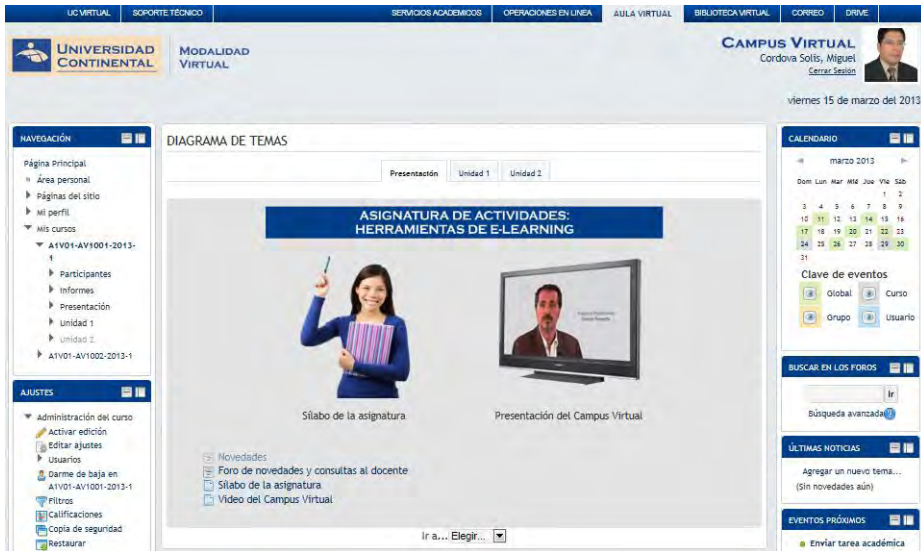 UC VIRTUAL SOPORTE TÉCNICO SERVICIOS ACADEMICOS OPERACIONES EN LINEA AULA VIRTUAL BIBLIOTECA VIRTUAL CORREO DRIVE
UNIVERSIDAD
CONTINENTAL
MODALIDAD
VIRTUAL
CAMPUS VIRTUAL
Cordova Solis, Miguel
Cerrar Sesión
viernes 15 de marzo del 2013
NAVEGACIÓN
Página Principal
Área personal
Páginas del sitio
Mi perfil
Mis cursos
A1V01-AV1001-2013-
1
Participantes
Informes
Presentación
Unidad 1
Unidad 2
A1V01-AV1002-2013-1
AJUSTES
Administración del curso
Activar edición
Editar ajustes
Usuarios
Darme de baja en
A1V01-AV1001-2013-1
Filtros
Calificaciones
Copia de seguridad
Restaurar
DIAGRAMA DE TEMAS
Presentación Unidad 1 Unidad 2
ASIGNATURA DE ACTIVIDADES:
HERRAMIENTAS DE E-LEARNING
Sílabo de la asignatura
Presentación del Campus Virtual
Novedades
Foro de novedades y consultas al docente
Sílabo de la asignatura
Video del Campus Virtual
Ir a... Elegir...
CALENDARIO
marzo 2013
Dom Lun Mar Mié Jue Vie Sáb
1 2
3 4 5 6 7 8 9
10 11 12 13 14 15 16
17 18 19 20 21 22 23
24 25 26 27 28 29 30
31
Clave de eventos
Global Curso
Grupo Usuario
BUSCAR EN LOS FOROS
Ir
Búsqueda avanzada
ÚLTIMAS NOTICIAS
Agregar un nuevo tema...
(Sin novedades aún)
EVENTOS PRÓXIMOS
Enviar tarea académica